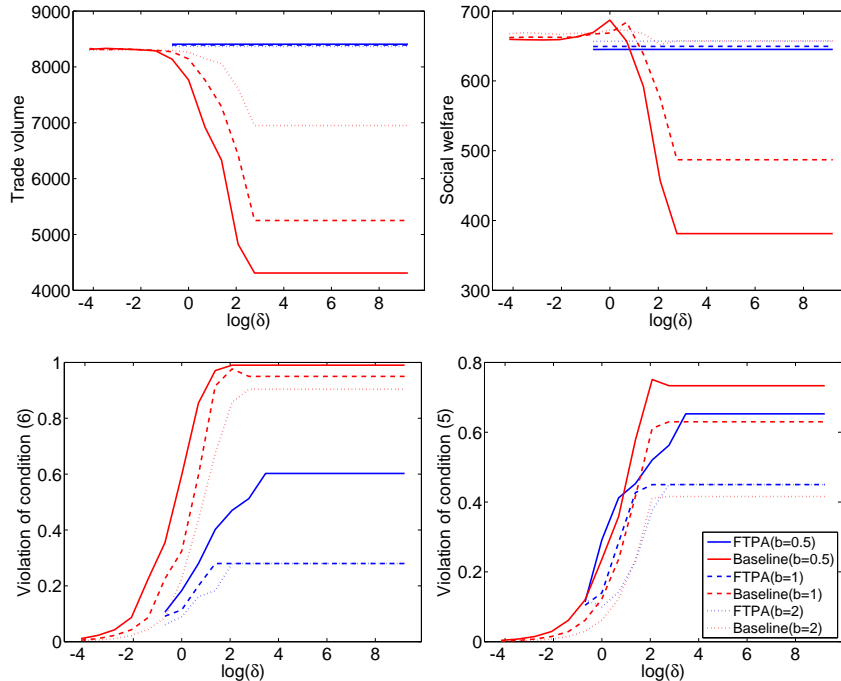 9000
8000
7000
6000
5000
4000
Trade volume
-4 -2 0 2 4 6 8
log(δ)
700
600
500
400
300
Social welfare
-4 -2 0 2 4 6 8
log(δ)
1
0.8
0.6
0.4
0.2
0
Violation of condition (6)
-4 -2 0 2 4 6 8
log(δ)
0.8
0.6
0.4
0.2
0
Violation of condition (5)
-4 -2 0 2 4 6 8
log(δ)
FTPA(b=0.5)
Baseline(b=0.5)
FTPA(b=1)
Baseline(b=1)
FTPA(b=2)
Baseline(b=2)